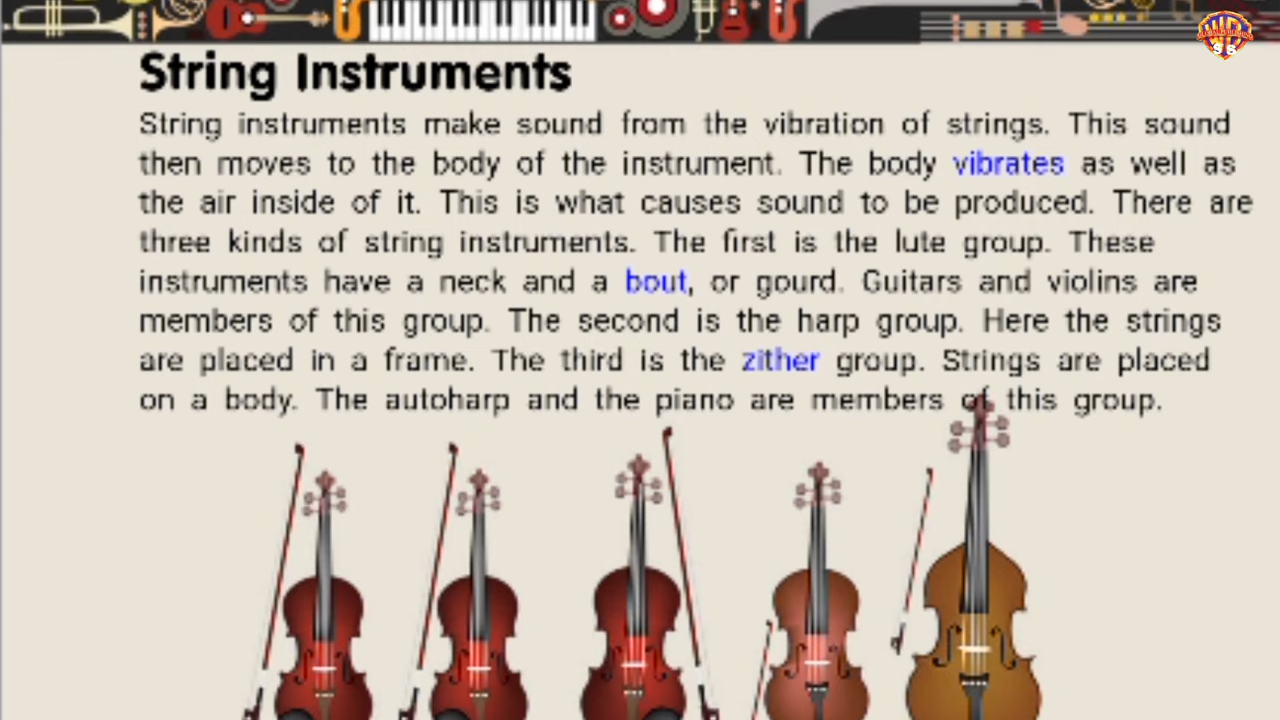 String Instruments
String instruments make sound from the vibration of strings. This sound
then moves to the body of the instrument. The body vibrates as well as
the air inside of it. This is what causes sound to be produced. There are
three kinds of string instruments. The first is the lute group. These
instruments have a neck and a bout, or gourd. Guitars and violins are
members of this group. The second is the harp group. Here the strings
are placed in a frame. The third is the zither group. Strings are placed
on a body. The autoharp and the piano are members of this group.